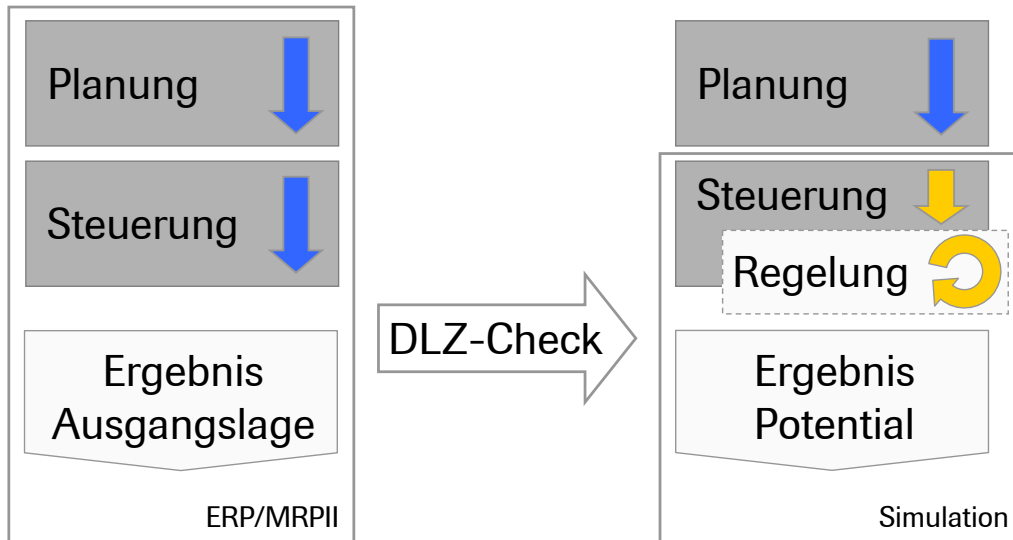 Planung
Steuerung
Ergebnis
Ausgangslage
ERP/MRPII
DLZ-Check
Planung
Steuerung
Regelung
Ergebnis
Potential
Simulation